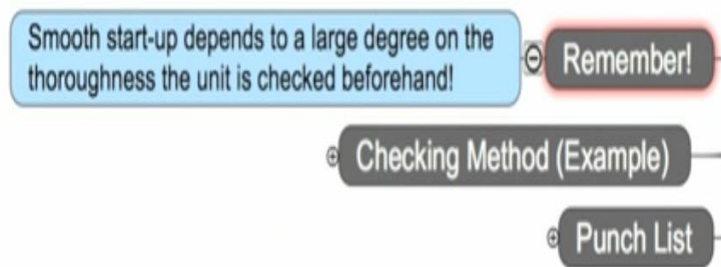 Smooth start-up depends to a large degree on the
thoroughness the unit is checked beforehand!
Remember!
Checking Method (Example)
Punch List